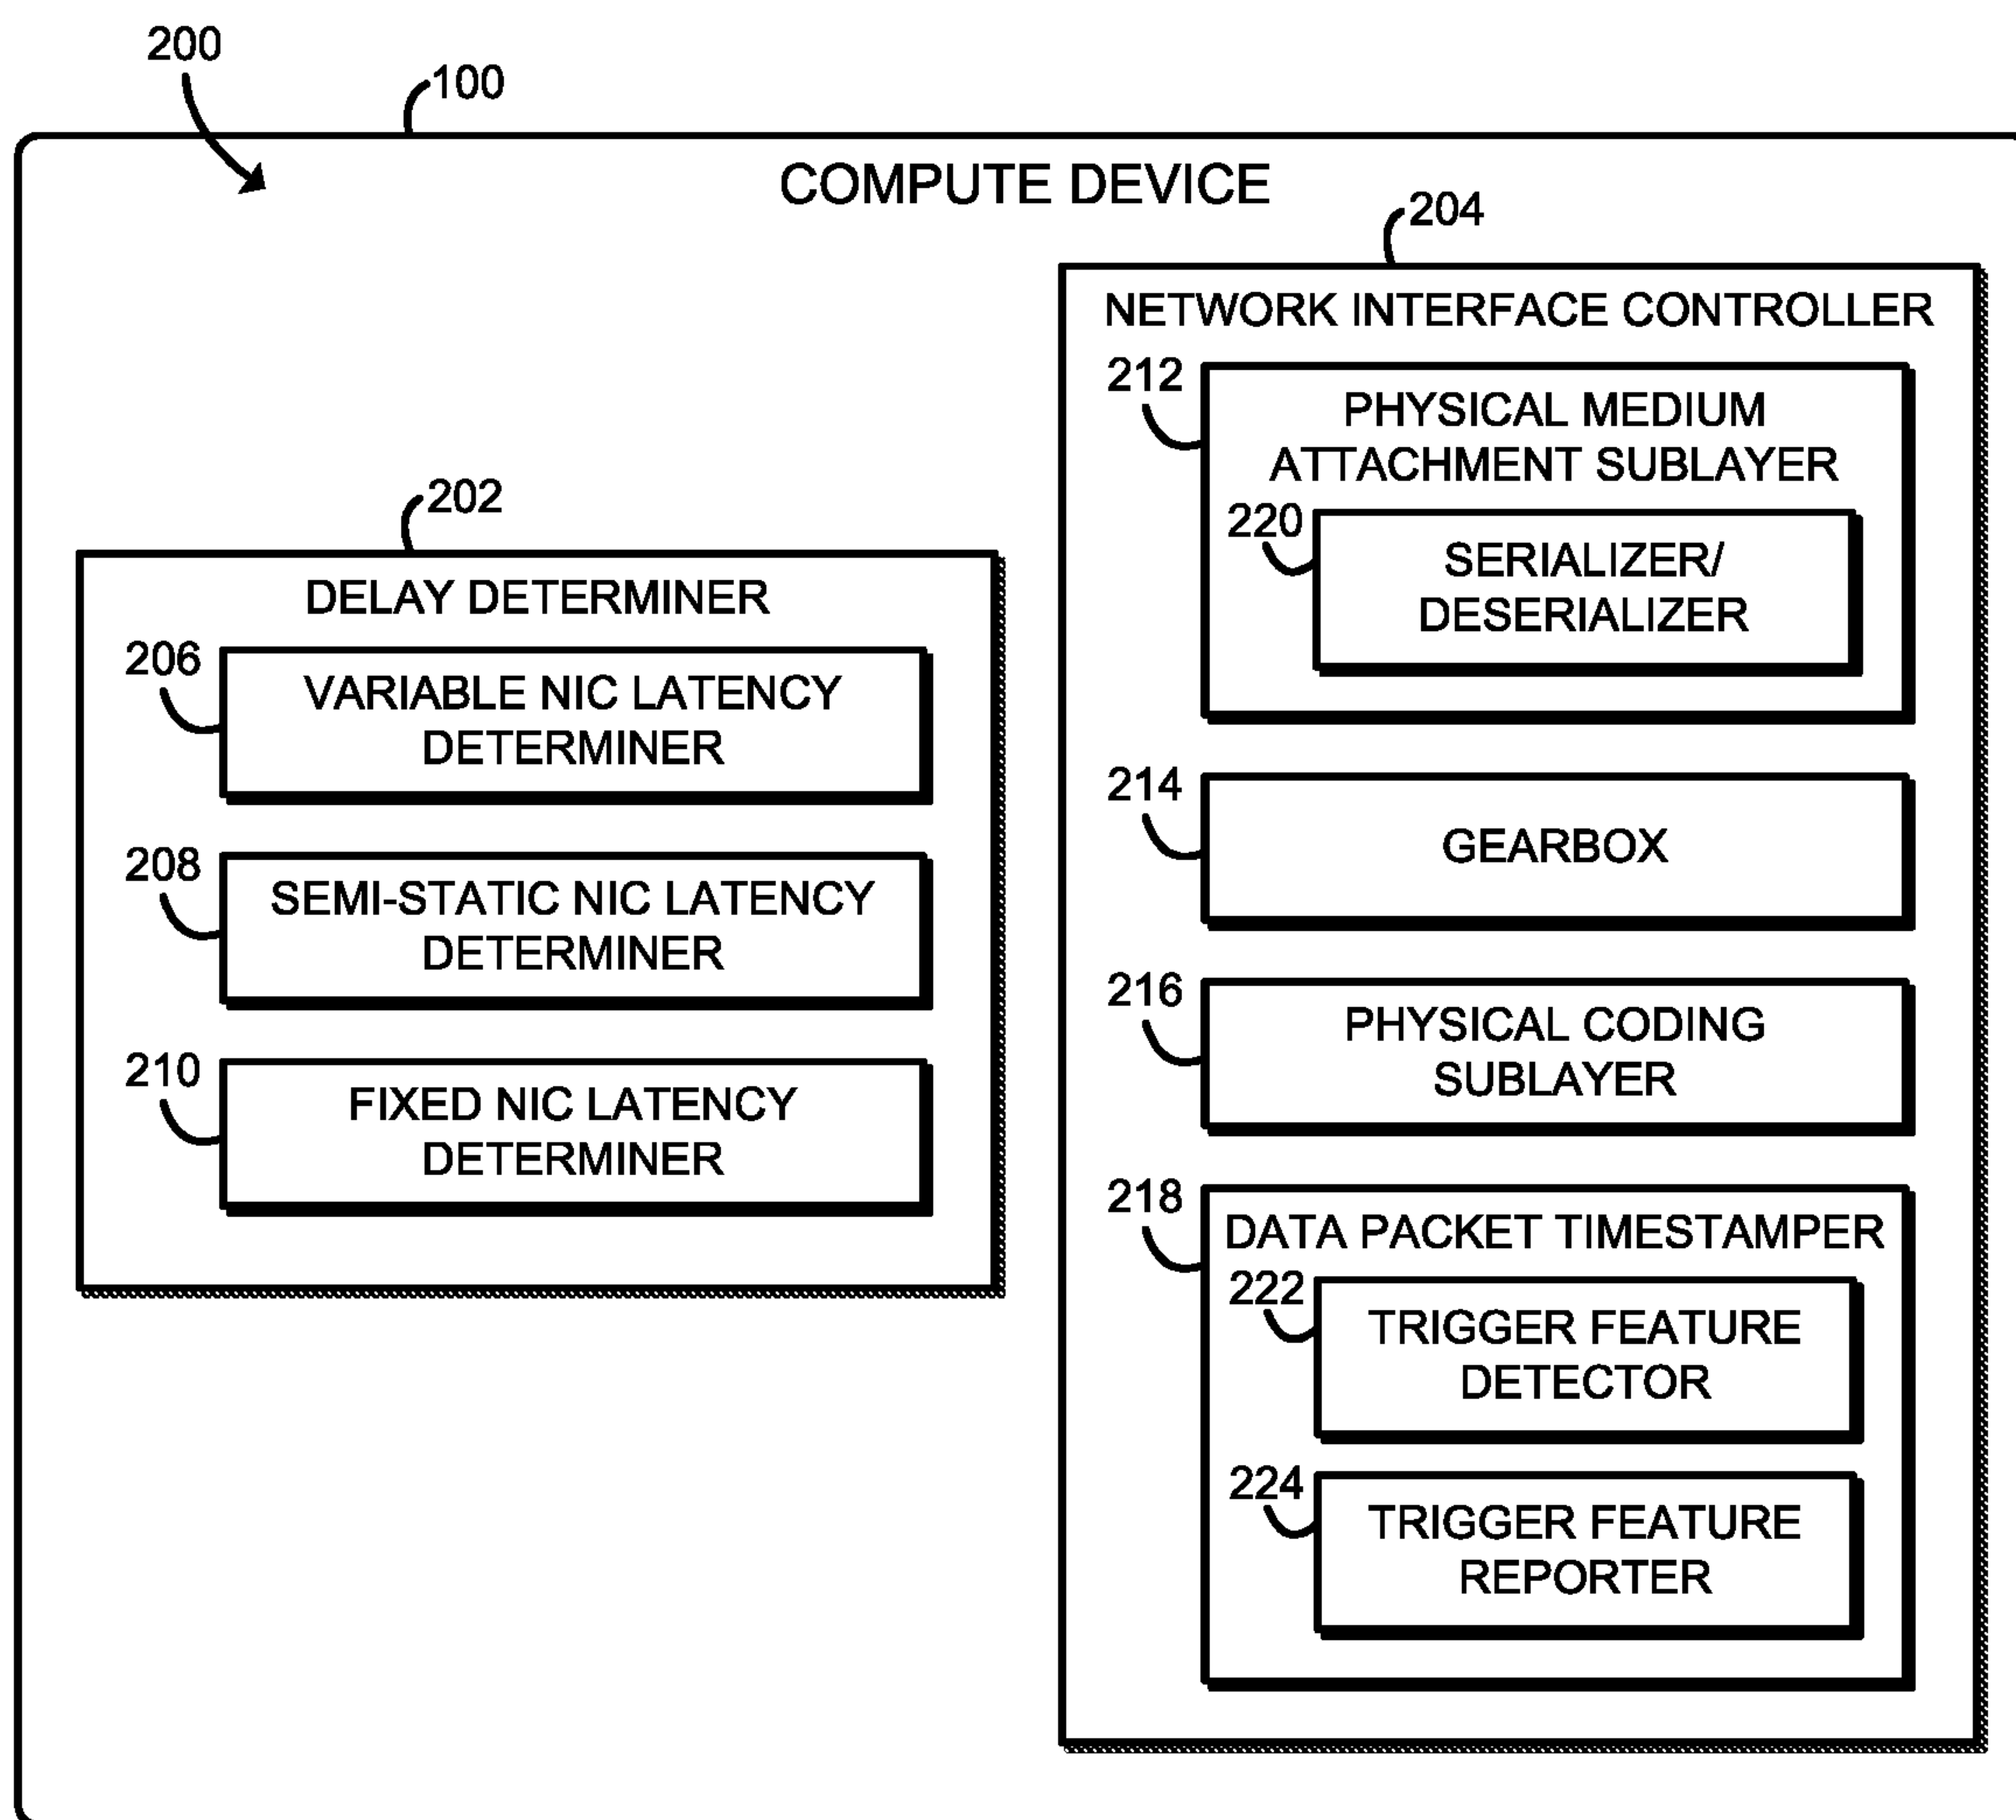 200
100
COMPUTE DEVICE
202
DELAY DETERMINER
206
VARIABLE NIC LATENCY
DETERMINER
208
SEMI-STATIC NIC LATENCY
DETERMINER
210
FIXED NIC LATENCY
DETERMINER
204
NETWORK INTERFACE CONTROLLER
212
PHYSICAL MEDIUM
ATTACHMENT SUBLAYER
220
SERIALIZER/
DESERIALIZER
214
GEARBOX
216
PHYSICAL CODING
SUBLAYER
218
DATA PACKET TIMESTAMPER
222
TRIGGER FEATURE
DETECTOR
224
TRIGGER FEATURE
REPORTER